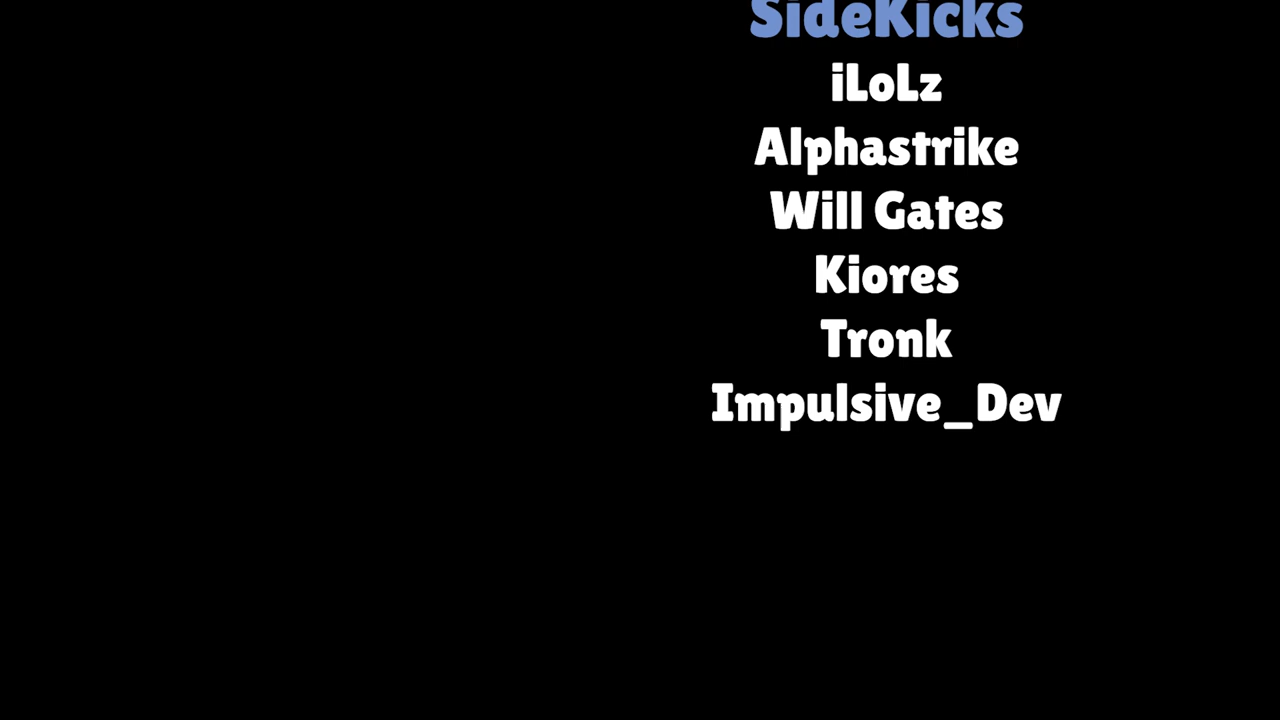 SideKicks
iLoLz
Alphastrike
Will Gates
Kiores
Tronk
Impulsive_Dev